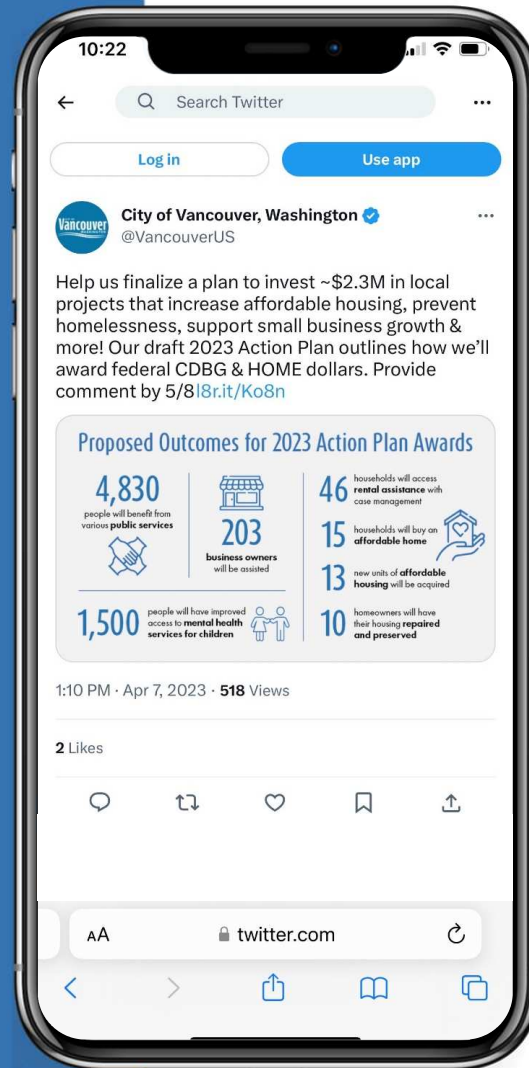 10:22
Search Twitter
Log in
Use app
Vancouver
City of Vancouver, Washington
@VancouverUS
Help us finalize a plan to invest ~$2.3M in local
projects that increase affordable housing, prevent
homelessness, support small business growth &
more! Our draft 2023 Action Plan outlines how we'll
award federal CDBG & HOME dollars. Provide
comment by 5/8 l8r.it/Ko8n
Proposed Outcomes for 2023 Action Plan Awards
4,830
people will benefit from
various public services
203
business owners
will be assisted
1,500
people will have improved
access to mental health
services for children
46
households will access
rental assistance with
case management
15
households will buy an
affordable home
13
new units of affordable
housing will be acquired
10
homeowners will have
their housing repaired
and preserved
1:10 PM · Apr 7, 2023 · 518 Views
2 Likes
AA
twitter.com